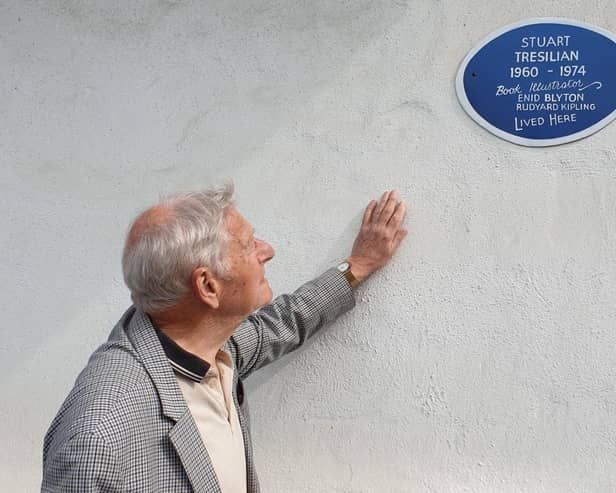 STUART
TRESILIAN
1960 - 1974
Book Illustrator
ENID BLYTON
RUDYARD KIPLING
LIVED HERE